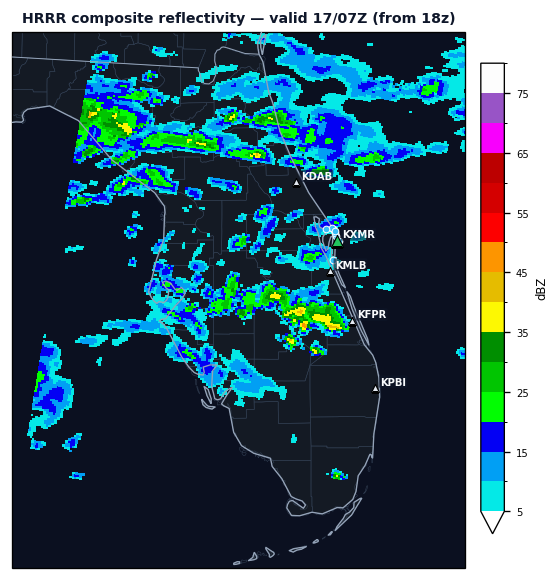 HRRR composite reflectivity — valid 17/07Z (from 18z)
KDAB
KXMR
KMLB
KFPR
KPBI
75
65
55
45
35
25
15
5
dBZ